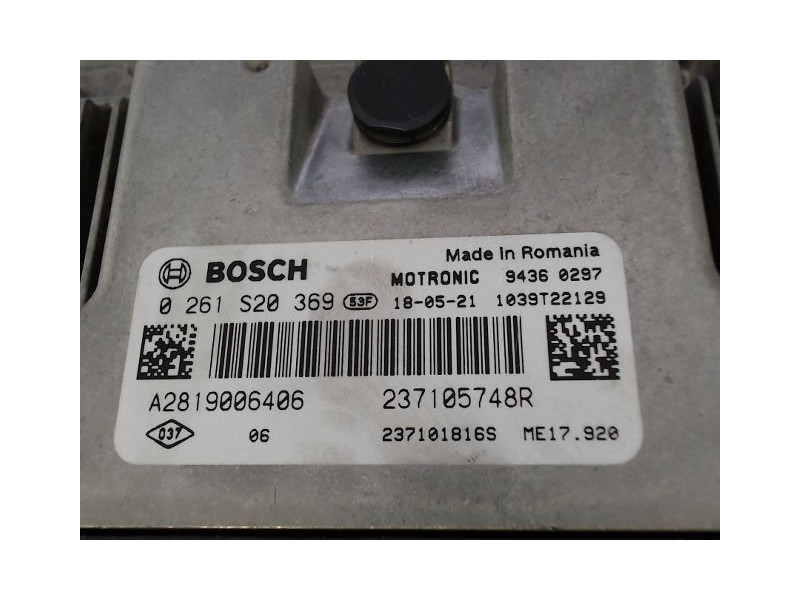 BOSCH Made in Romania
MOTRONIC 9436 0297
0 261 S20 369 53F 18-05-21 1039T22129
A2819006406 237105748R
037 06 237101816S ME17.920